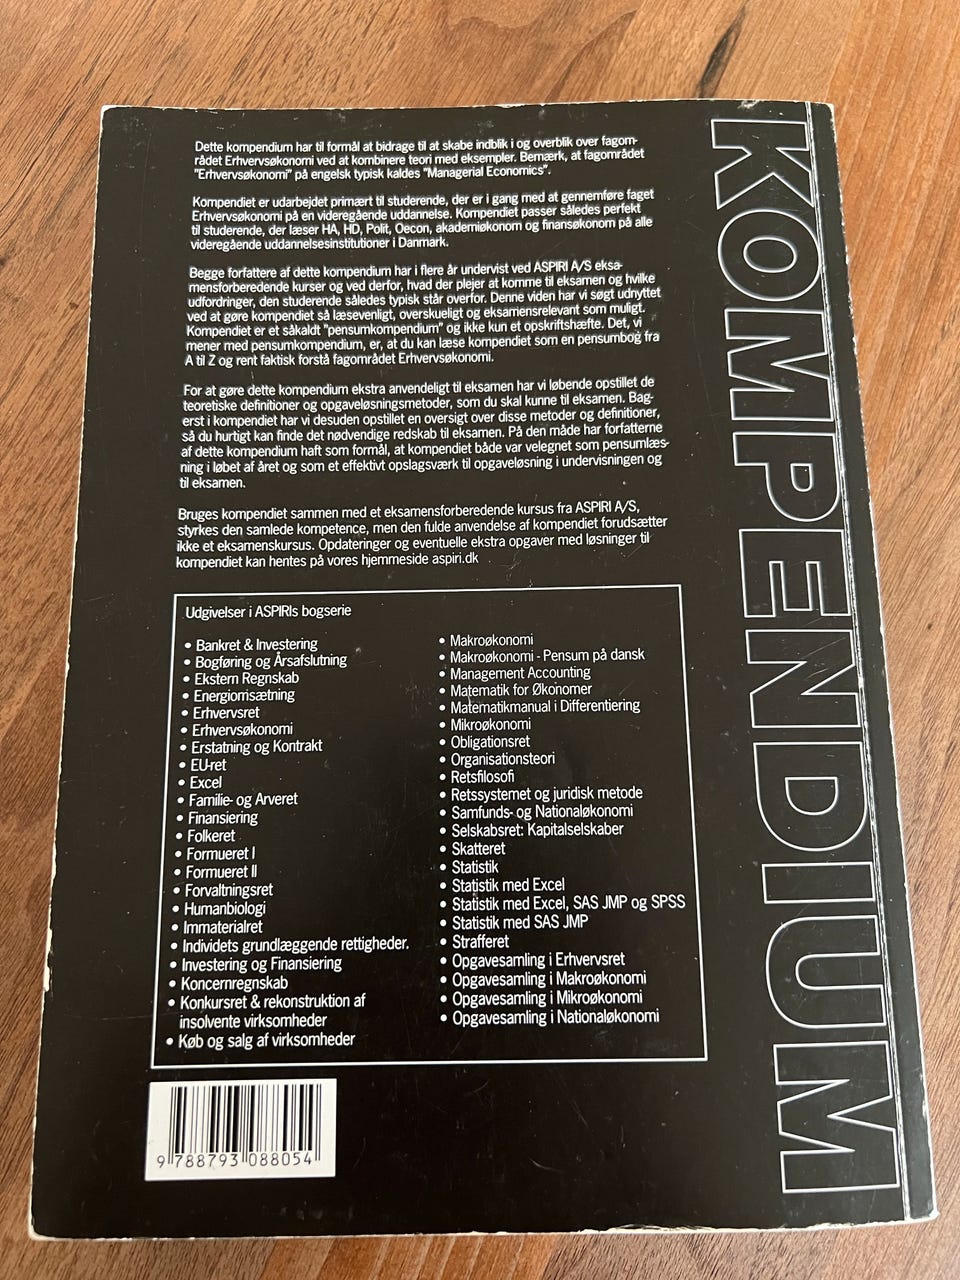 Dette kompendium har til formål at bidrage til at skabe indblik i og overblik over fagom-
rådet Erhvervsøkonomi ved at kombinere teori med eksempler. Bemærk, at fagområdet
"Erhvervsøkonomi" på engelsk typisk kaldes "Managerial Economics".
Kompendiet er udarbejdet primært til studerende, der er i gang med at gennemføre faget
Erhvervsøkonomi på en videregående uddannelse. Kompendiet passer således perfekt
til studerende, der læser HA, HD, Polit, Oecon, akademiøkonom og finansøkonom på alle
videregående uddannelsesinstitutioner i Danmark.
Begge forfattere af dette kompendium har i flere år undervist ved ASPIRI A/S eksa-
mensforberedende kurser og ved derfor, hvad der plejer at komme til eksamen og hvilke
udfordringer, den studerende således typisk står overfor. Denne viden har vi søgt udnyttet
ved at gøre kompendiet så læsevenligt, overskueligt og eksamensrelevant som muligt.
Kompendiet er et såkaldt "pensumkompendium" og ikke kun et opskriftshæfte. Det, vi
mener med pensumkompendium, er, at du kan læse kompendiet som en pensumbog fra
A til Z og rent faktisk forstå fagområdet Erhvervsøkonomi.
For at gøre dette kompendium ekstra anvendeligt til eksamen har vi løbende opstillet de
teoretiske definitioner og opgaveløsningsmetoder, som du skal kunne til eksamen. Bag-
erst i kompendiet har vi desuden opstillet en oversigt over disse metoder og definitioner,
så du hurtigt kan finde det nødvendige redskab til eksamen. På den måde har forfatterne
af dette kompendium haft som formål, at kompendiet både var velegnet som pensumlæs-
ning i løbet af året og som et effektivt opslagsværk til opgaveløsning i undervisningen og
til eksamen.
Bruges kompendiet sammen med et eksamensforberedende kursus fra ASPIRI A/S,
styrkes den samlede kompetence, men den fulde anvendelse af kompendiet forudsætter
ikke et eksamenskursus. Opdateringer og eventuelle ekstra opgaver med løsninger til
kompendiet kan hentes på vores hjemmeside aspiri.dk
Udgivelser i ASPIRIs bogserie
• Bankret & Investering
• Bogføring og Årsafslutning
• Ekstern Regnskab
• Energiomsætning
• Erhvervsret
• Erhvervsøkonomi
• Erstatning og Kontrakt
• EU-ret
• Excel
• Familie- og Arveret
• Finansiering
• Folkeret
• Formueret I
• Formueret II
• Forvaltningsret
• Humanbiologi
• Immaterialret
• Individets grundlæggende rettigheder.
• Investering og Finansiering
• Koncernregnskab
• Konkursret & rekonstruktion af
insolvente virksomheder
• Køb og salg af virksomheder
• Makroøkonomi
• Makroøkonomi - Pensum på dansk
• Management Accounting
• Matematik for Økonomer
• Matematikmanual i Differentiering
• Mikroøkonomi
• Obligationsret
• Organisationsteori
• Retsfilosofi
• Retssystemet og juridisk metode
• Samfunds- og Nationaløkonomi
• Selskabsret: Kapitalselskaber
• Skatteret
• Statistik
• Statistik med Excel
• Statistik med Excel, SAS JMP og SPSS
• Statistik med SAS JMP
• Strafferet
• Opgavesamling i Erhvervsret
• Opgavesamling i Makroøkonomi
• Opgavesamling i Mikroøkonomi
• Opgavesamling i Nationaløkonomi
9 788793 088054
KOMPENDIUM